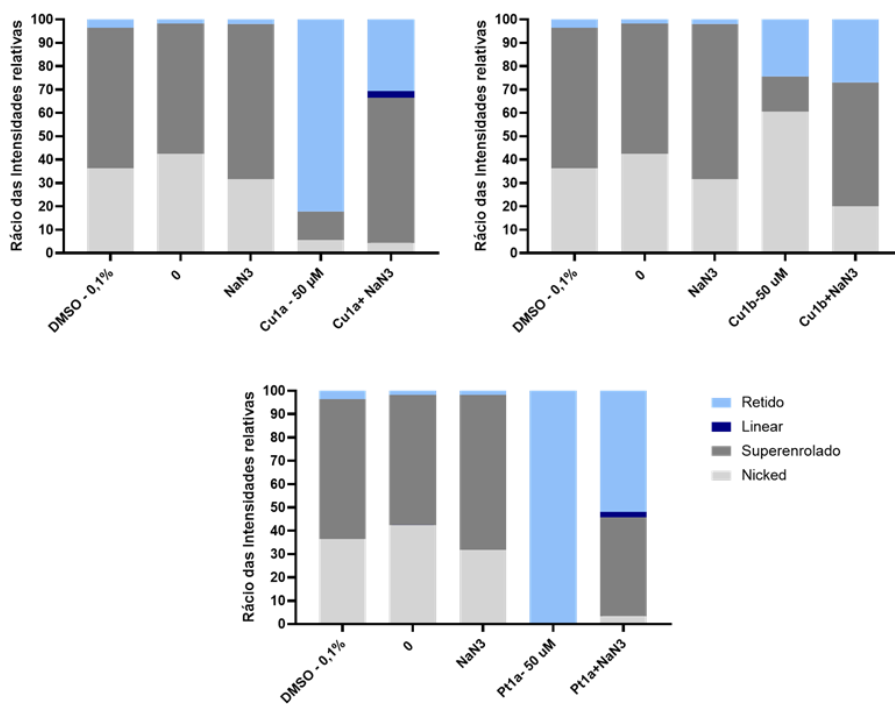 Rácio das Intensidades relativas
100
90
80
70
60
50
40
30
20
10
0
DMSO - 0,1%
0
NaN3
Cu1a - 50 µM
Cu1a+ NaN3
Rácio das Intensidades relativas
100
90
80
70
60
50
40
30
20
10
0
DMSO - 0,1%
0
NaN3
Cu1b-50 uM
Cu1b+NaN3
Rácio das Intensidades relativas
100
90
80
70
60
50
40
30
20
10
0
DMSO - 0,1%
0
NaN3
Pt1a- 50 uM
Pt1a+NaN3
Retido
Linear
Superenrolado
Nicked